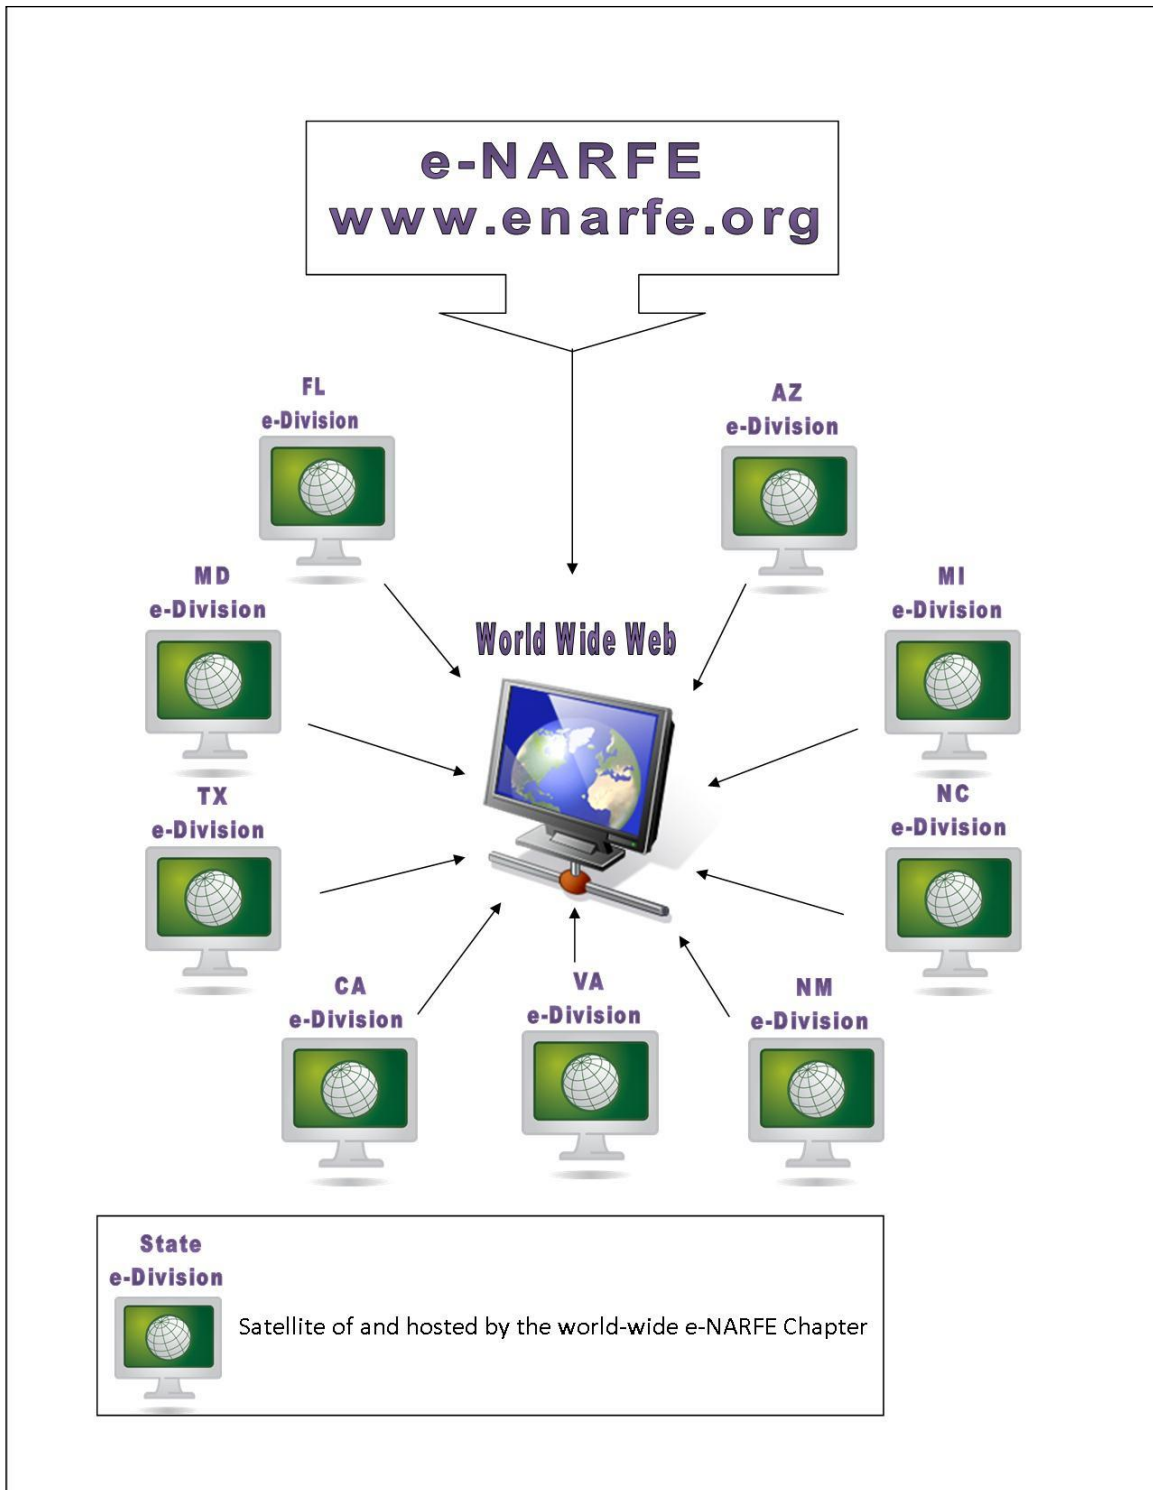 e-NARFE
www.enarfe.org
FL
e-Division
AZ
e-Division
MD
e-Division
MI
e-Division
World Wide Web
TX
e-Division
NC
e-Division
CA
e-Division
VA
e-Division
NM
e-Division
State
e-Division
Satellite of and hosted by the world-wide e-NARFE Chapter